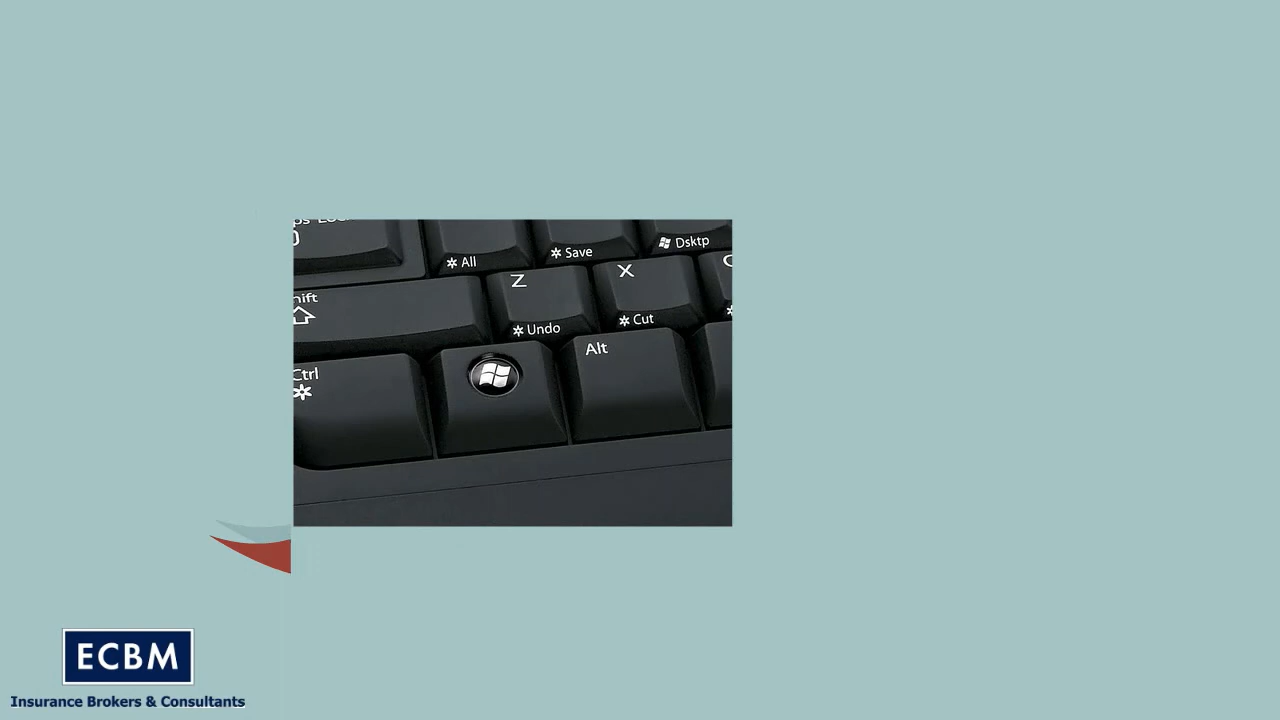 All
Save
Dsktp
Z
X
Undo
Cut
Alt
Ctrl
ECBM
Insurance Brokers & Consultants